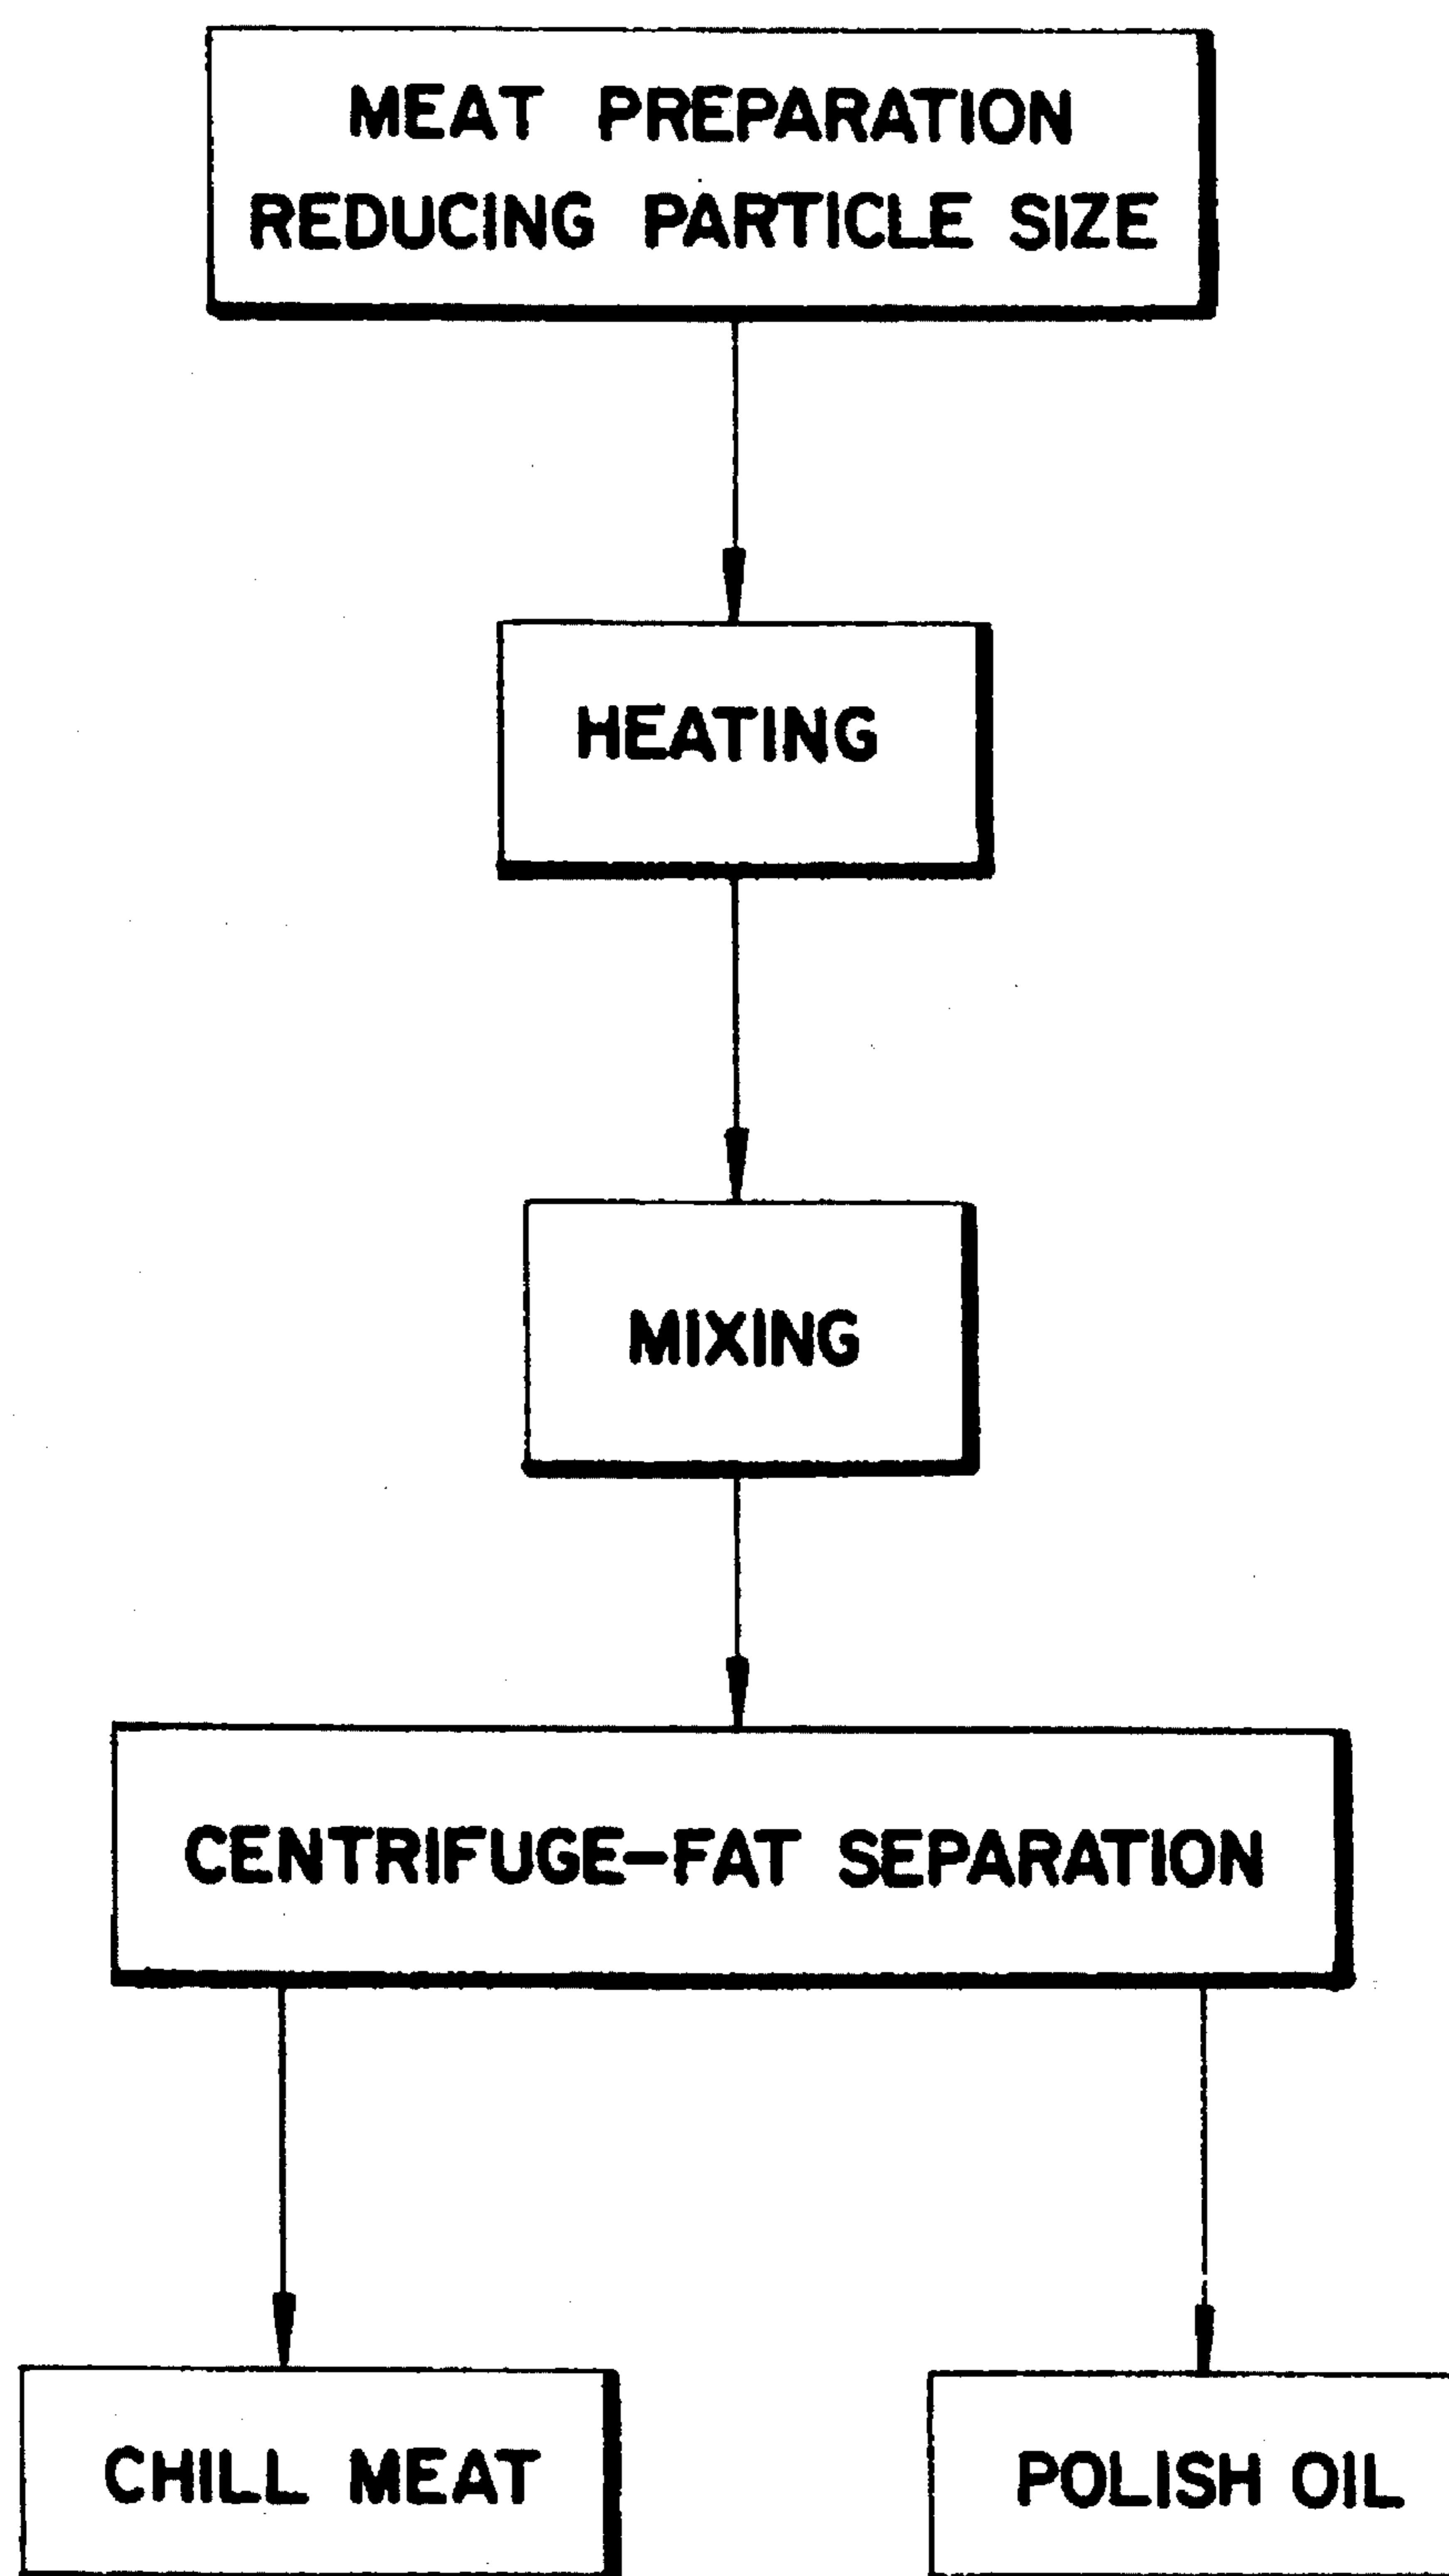 MEAT PREPARATION
REDUCING PARTICLE SIZE
HEATING
MIXING
CENTRIFUGE-FAT SEPARATION
CHILL MEAT
POLISH OIL